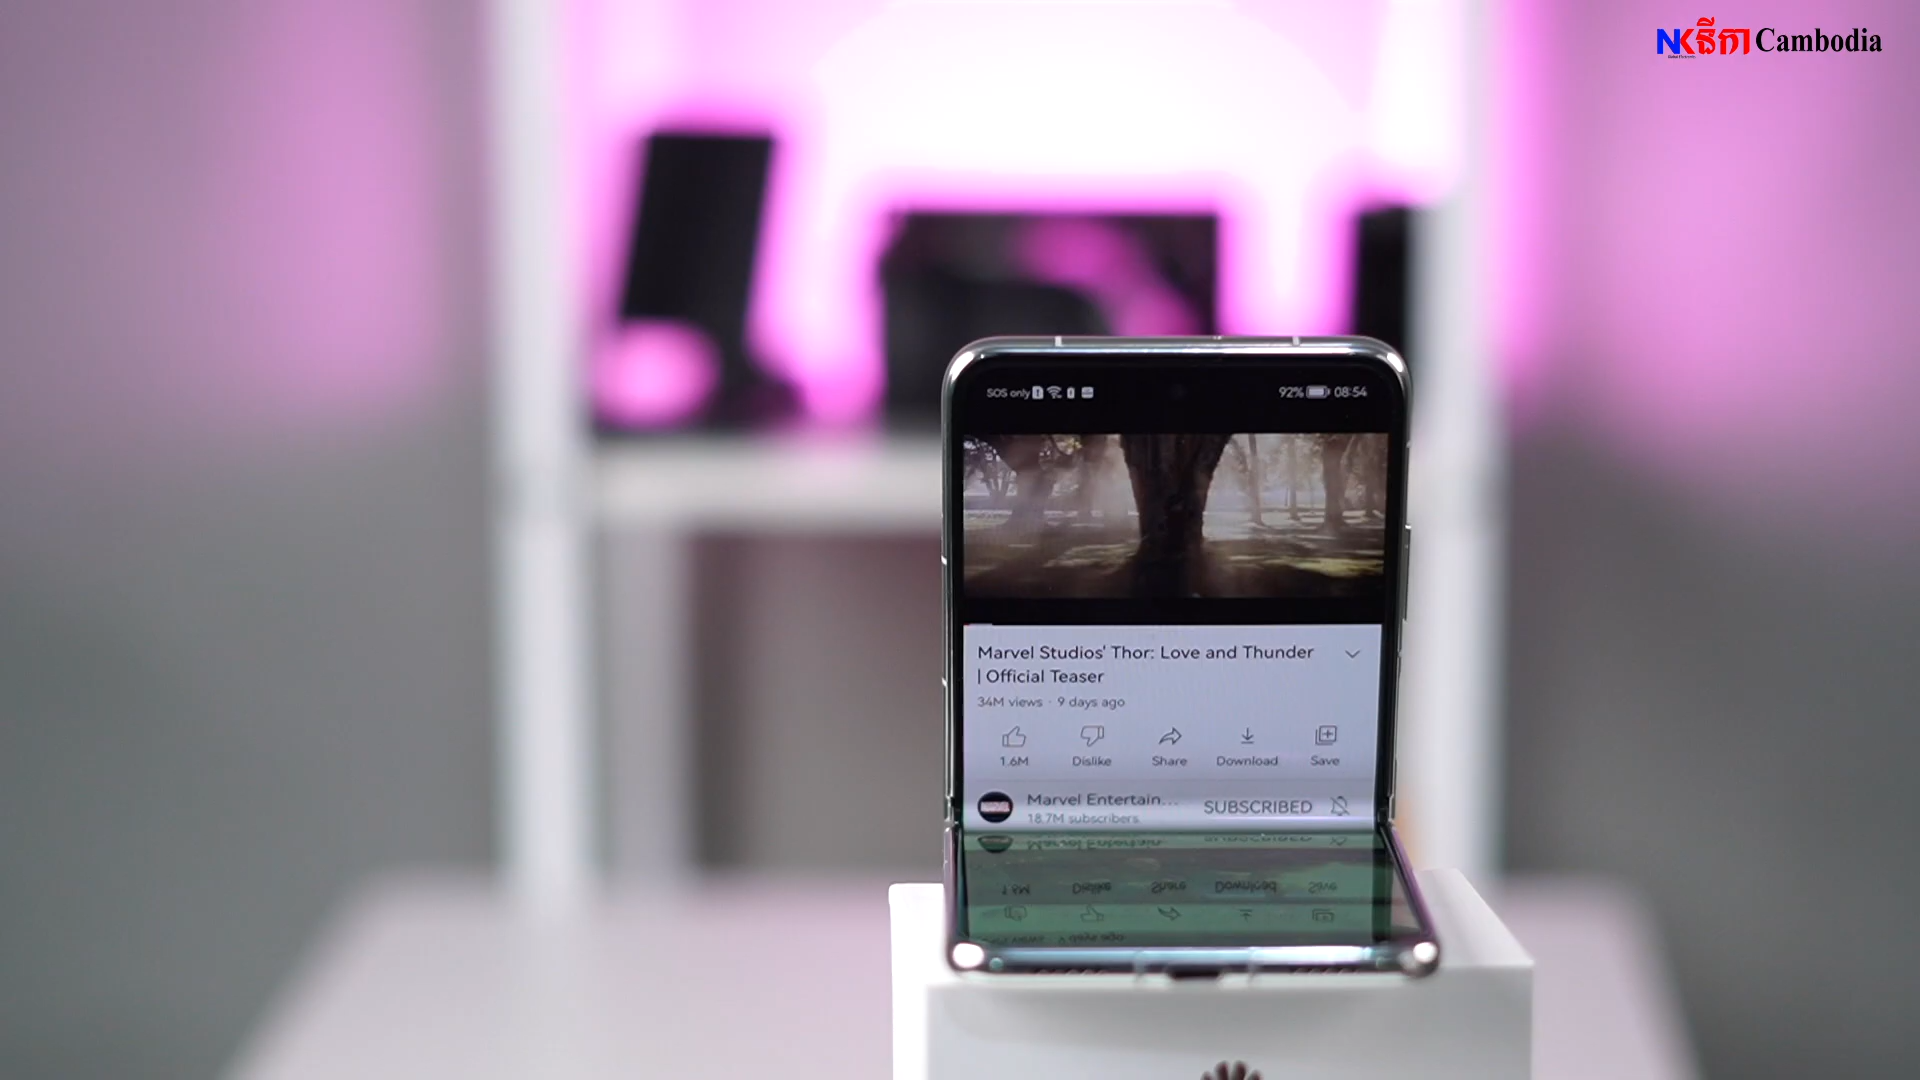 NKនីកា Cambodia
SOS only
92% 08:54
Marvel Studios' Thor: Love and Thunder
| Official Teaser
34M views · 9 days ago
1.6M Dislike Share Download Save
Marvel Entertain... SUBSCRIBED
18.7M subscribers